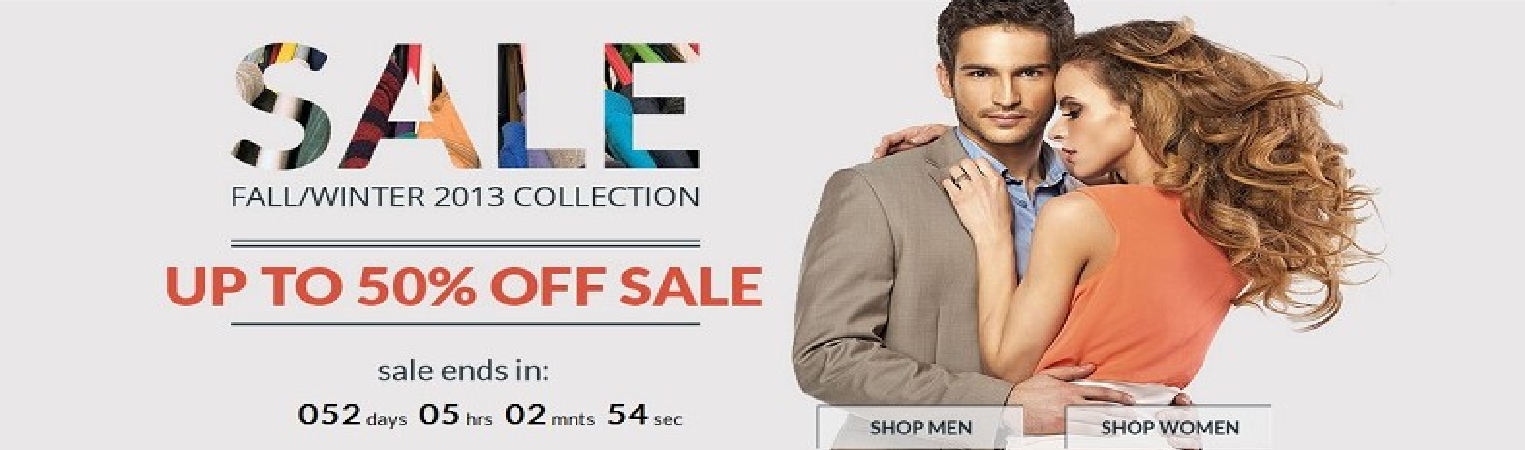 SALE
FALL/WINTER 2013 COLLECTION
UP TO 50% OFF SALE
sale ends in:
052 days 05 hrs 02 mnts 54 sec
SHOP MEN
SHOP WOMEN